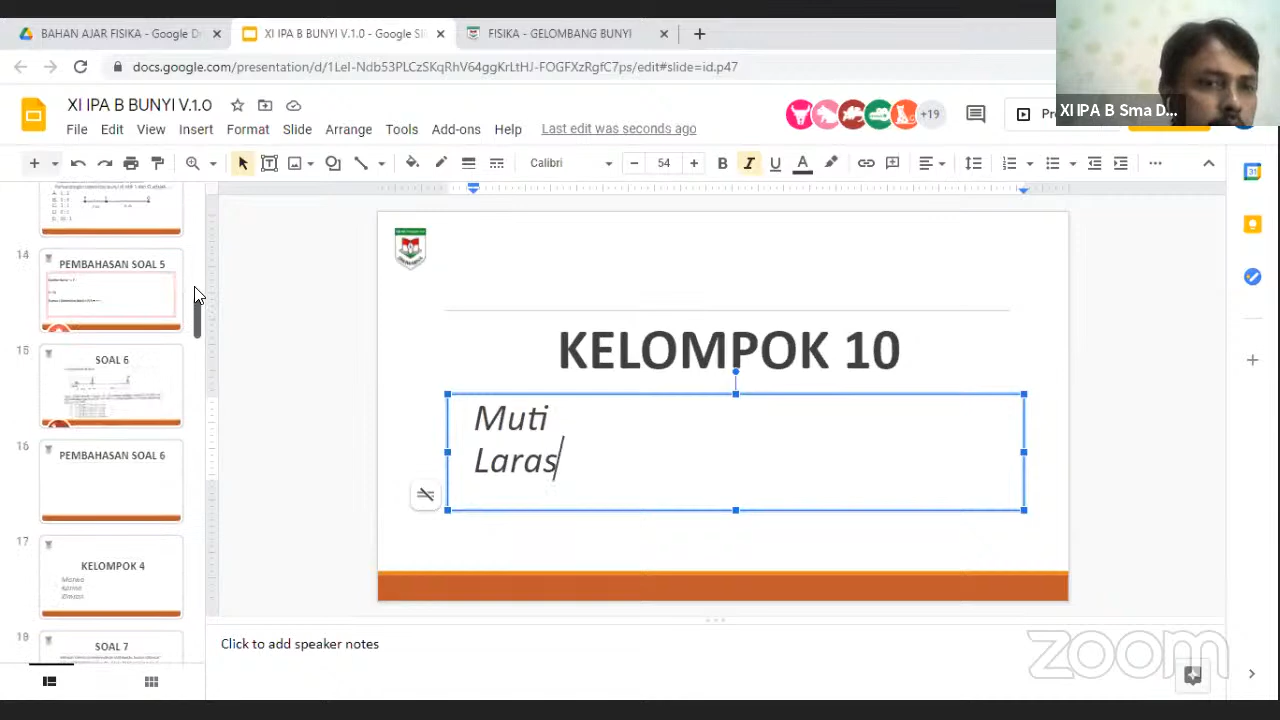 BAHAN AJAR FISIKA - Google D
XI IPA B BUNYI V.1.0 - Google Sli
FISIKA - GELOMBANG BUNYI
docs.google.com/presentation/d/1LeI-Ndb53PLCzSKqRhV64ggKrLtHJ-FOGFXzRgfC7ps/edit#slide=id.p47
XI IPA B Sma D...
XI IPA B BUNYI V.1.0
+19
File Edit View Insert Format Slide Arrange Tools Add-ons Help Last edit was seconds ago
Calibri 54 B I U A
14
PEMBAHASAN SOAL 5
15
SOAL 6
16
PEMBAHASAN SOAL 6
17
KELOMPOK 4
18
SOAL 7
KELOMPOK 10
Muti
Laras
Click to add speaker notes
zoom
31